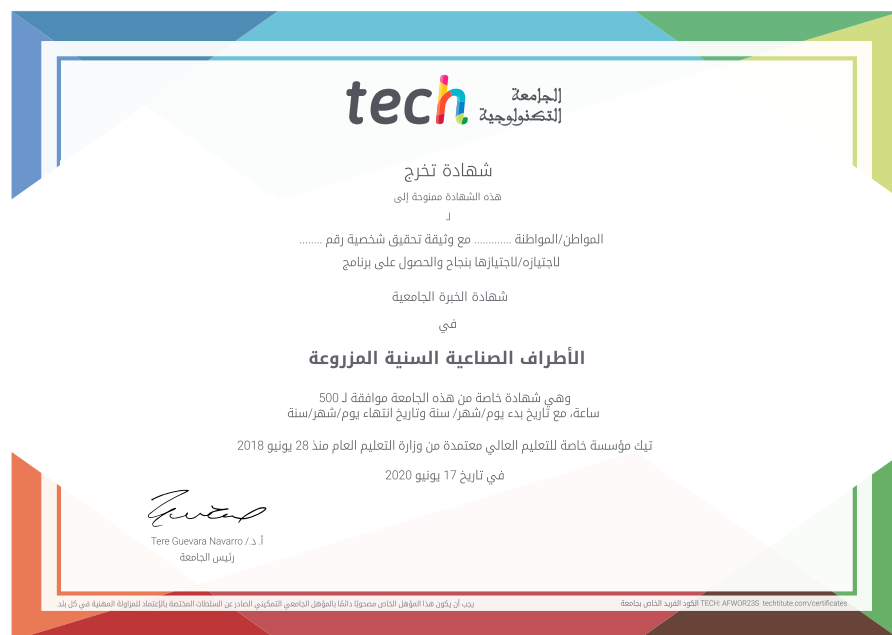 tech الجامعة
التكنولوجية
شهادة تخرج
هذه الشهادة ممنوحة إلى
لـ
المواطن/المواطنة ............. مع وثيقة تحقيق شخصية رقم ........
لاجتيازه/لاجتيازها بنجاح والحصول على برنامج
شهادة الخبرة الجامعية
في
الأطراف الصناعية السنية المزروعة
وهي شهادة خاصة من هذه الجامعة موافقة لـ 500
ساعة، مع تاريخ بدء يوم/شهر/ سنة وتاريخ انتهاء يوم/شهر/سنة
تيك مؤسسة خاصة للتعليم العالي معتمدة من وزارة التعليم العام منذ 28 يونيو 2018
في تاريخ 17 يونيو 2020
أ. د./ Tere Guevara Navarro
رئيس الجامعة
يجب أن يكون هذا المؤهل الخاص مصحوبًا دائمًا بالمؤهل الجامعي التمكيني الصادر عن السلطات المختصة بالإعتماد للمزاولة المهنية في كل بلد.
الكود الفريد الخاص بجامعة TECH: AFWOR23S techtitute.com/certificates